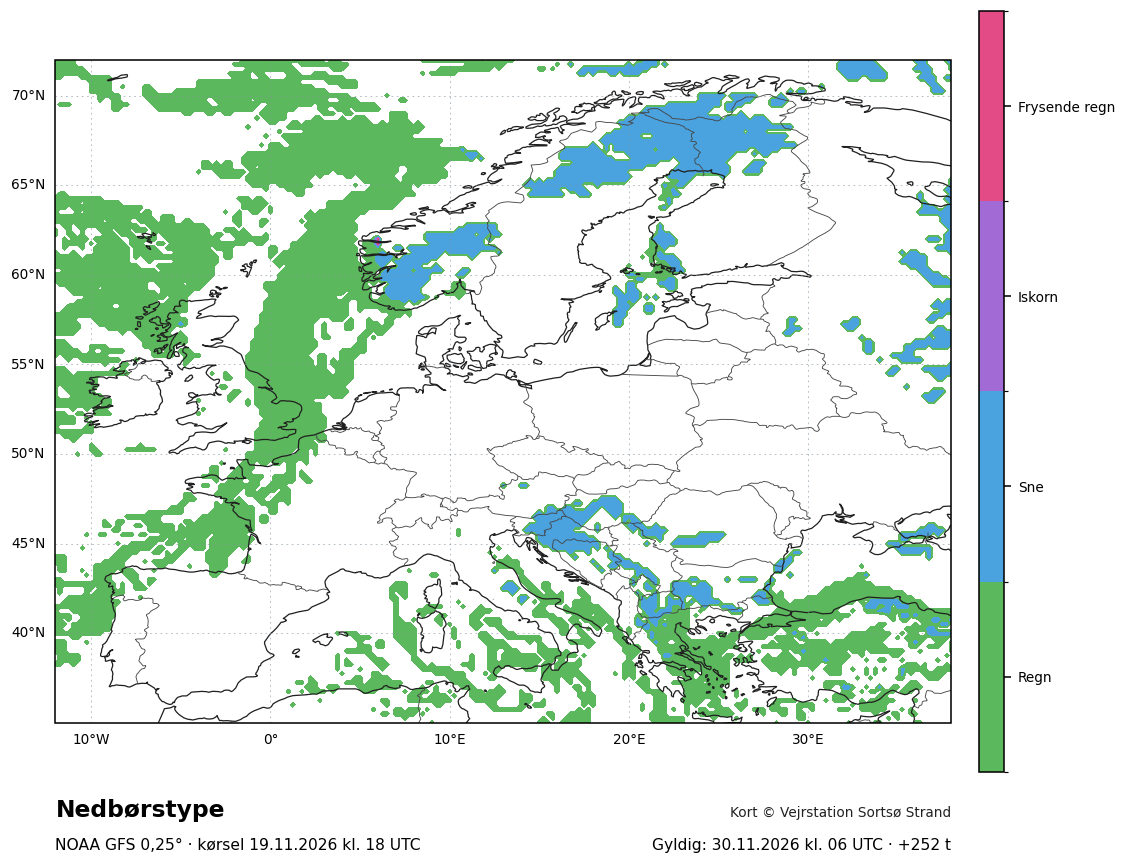 70°N
65°N
60°N
55°N
50°N
45°N
40°N
10°W
0°
10°E
20°E
30°E
Frysende regn
Iskorn
Sne
Regn
Nedbørstype
Kort © Vejrstation Sortsø Strand
NOAA GFS 0,25° · kørsel 19.11.2026 kl. 18 UTC
Gyldig: 30.11.2026 kl. 06 UTC · +252 t